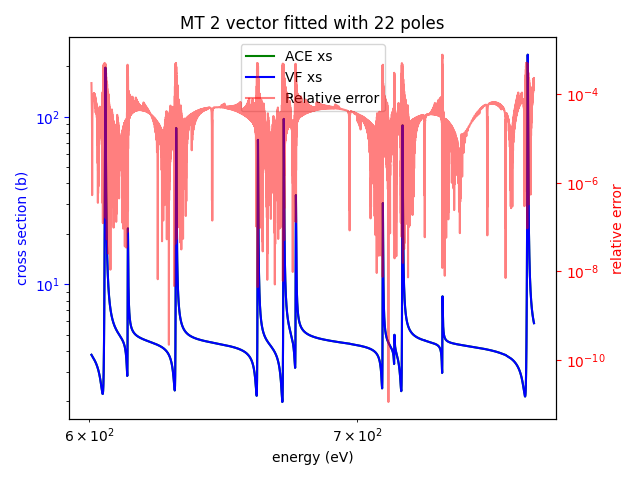 MT 2 vector fitted with 22 poles
ACE xs
VF xs
Relative error
cross section (b)
10²
10¹
10⁻⁴
10⁻⁶
10⁻⁸
10⁻¹⁰
relative error
6 × 10²
7 × 10²
energy (eV)